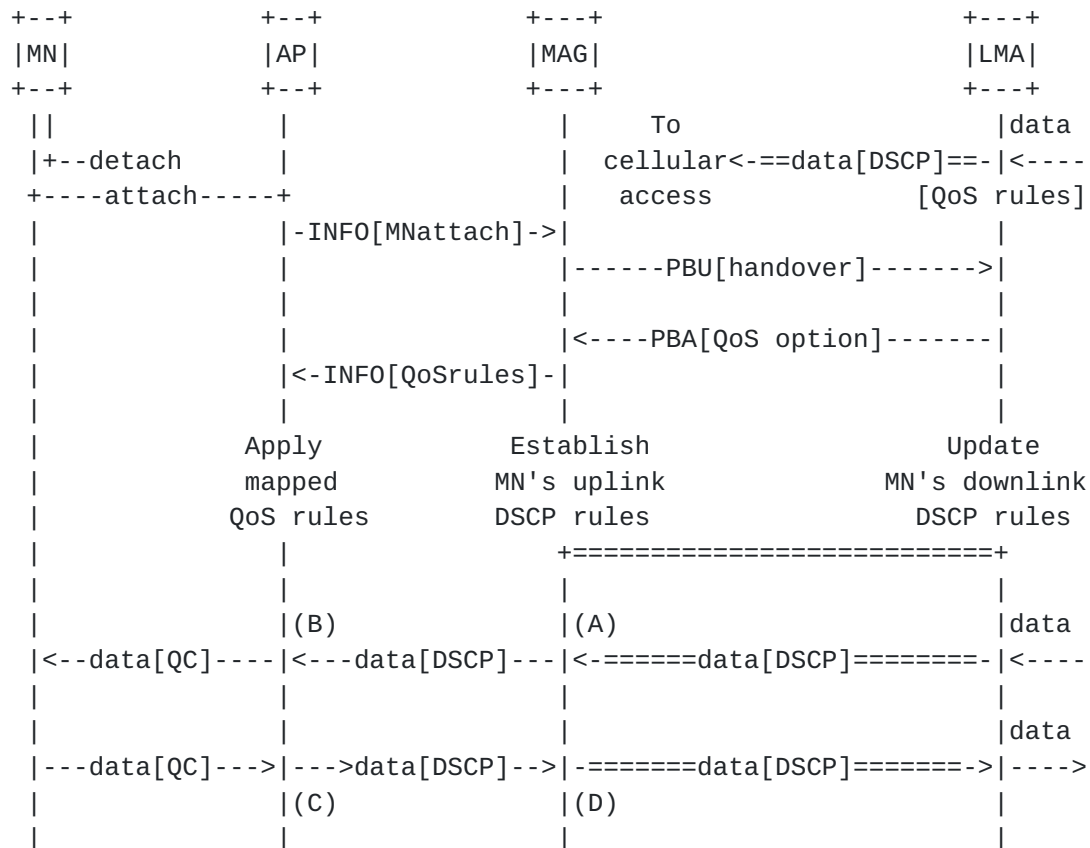 +--+            +--+             +---+                       +---+
|MN|            |AP|             |MAG|                       |LMA|
+--+            +--+             +---+                       +---+
 ||              |                 |     To                    |data
 |+--detach      |                 |  cellular<-==data[DSCP]==-|<----
 +----attach-----+                 |   access            [QoS rules]
 |               |-INFO[MNattach]->|                           |
 |               |                 |------PBU[handover]------->|
 |               |                 |                           |
 |               |                 |<----PBA[QoS option]-------|
 |               |<-INFO[QoSrules]-|                           |
 |               |                 |                           |
 |             Apply           Establish                   Update
 |             mapped         MN's uplink              MN's downlink
 |            QoS rules       DSCP rules                 DSCP rules
 |               |                 +===========================+
 |               |                 |                           |
 |               |(B)              |(A)                        |data
 |<--data[QC]----|<---data[DSCP]---|<-======data[DSCP]========-|<----
 |               |                 |                           |
 |               |                 |                           |data
 |---data[QC]--->|--->data[DSCP]-->|-=======data[DSCP]=======->|---->
 |               |(C)              |(D)                        |
 |               |                 |                           |